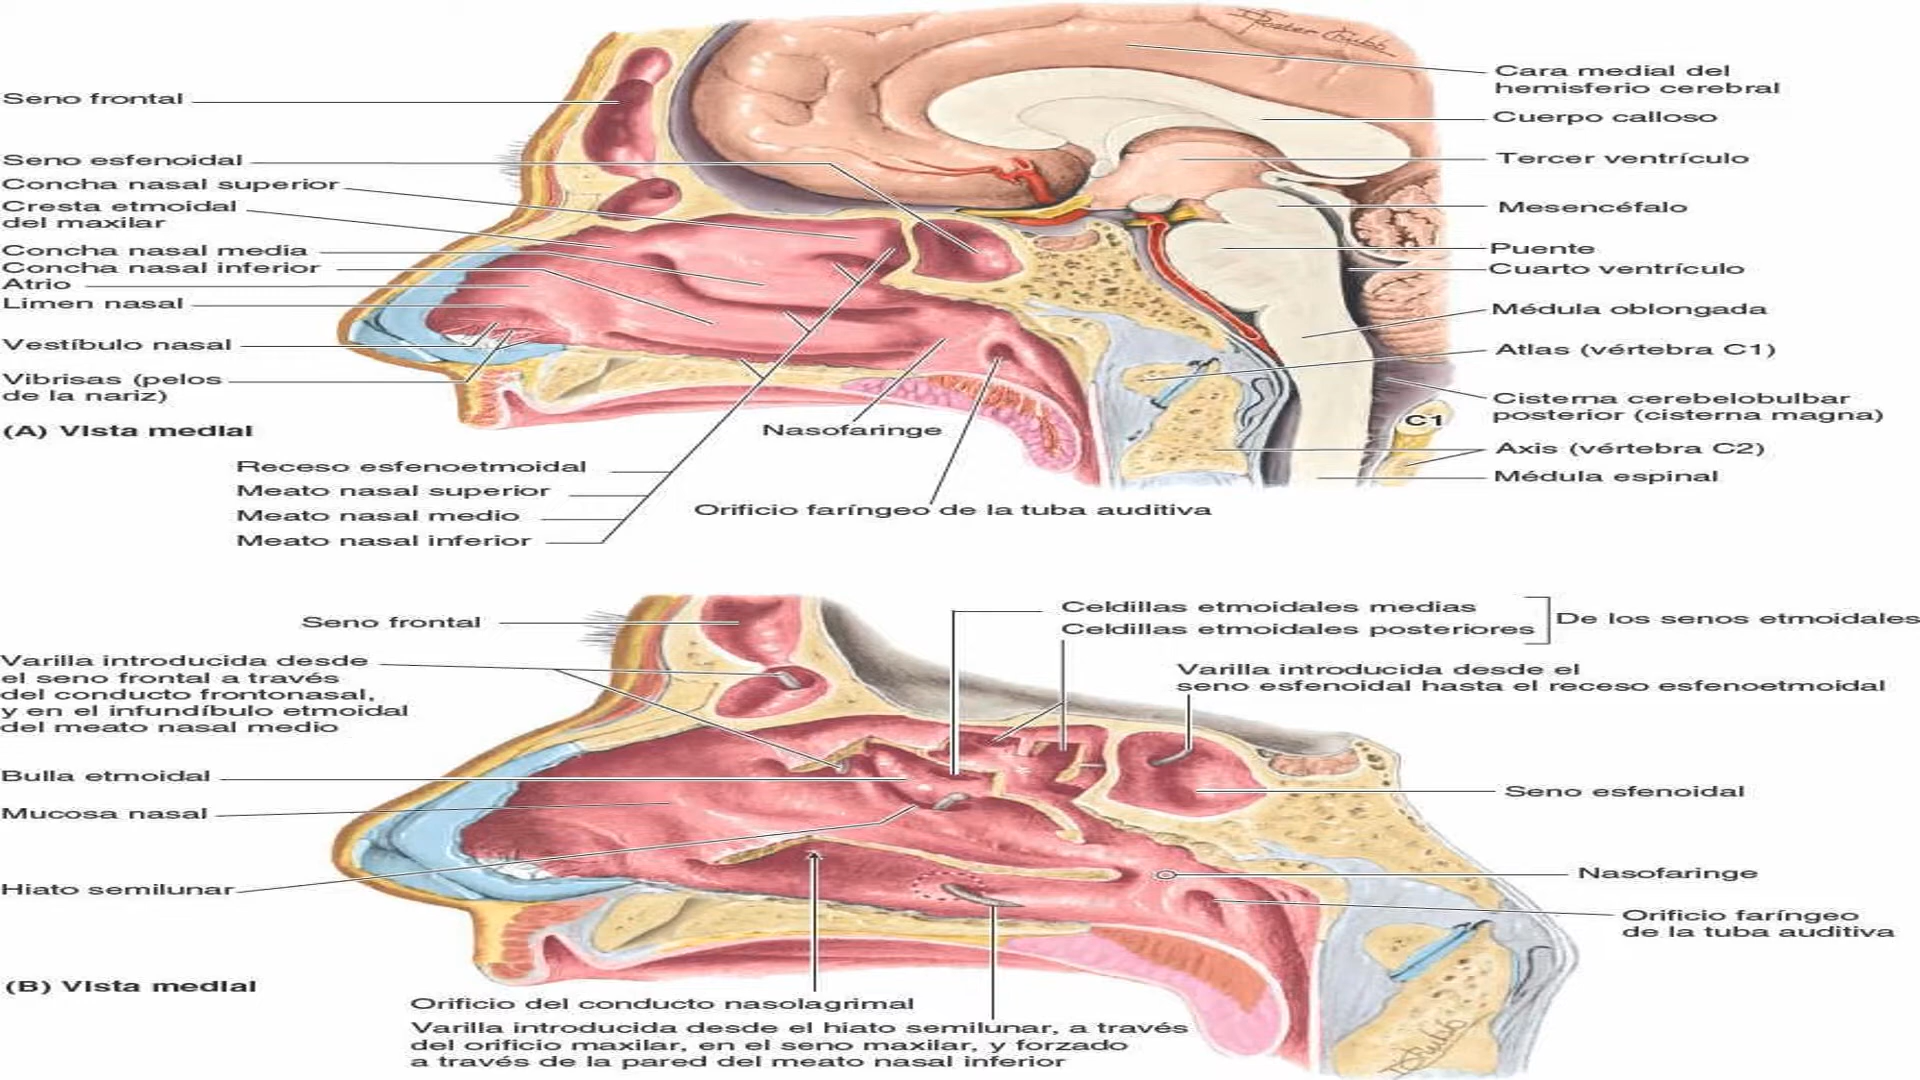 Seno frontal
Seno esfenoidal
Concha nasal superior
Cresta etmoidal
del maxilar
Concha nasal media
Concha nasal inferior
Atrio
Limen nasal
Vestíbulo nasal
Vibrisas (pelos
de la nariz)
(A) Vista medial
Receso esfenoetmoidal
Meato nasal superior
Meato nasal medio
Meato nasal inferior
Nasofaringe
Orificio faríngeo de la tuba auditiva
Cara medial del
hemisferio cerebral
Cuerpo calloso
Tercer ventrículo
Mesencéfalo
Puente
Cuarto ventrículo
Médula oblongada
Atlas (vértebra C1)
Cisterna cerebelobulbar
posterior (cisterna magna)
C1
Axis (vértebra C2)
Médula espinal
Seno frontal
Varilla introducida desde
el seno frontal a través
del conducto frontonasal,
y en el infundíbulo etmoidal
del meato nasal medio
Bulla etmoidal
Mucosa nasal
Hiato semilunar
(B) Vista medial
Celdillas etmoidales medias
Celdillas etmoidales posteriores
De los senos etmoidales
Varilla introducida desde el
seno esfenoidal hasta el receso esfenoetmoidal
Seno esfenoidal
Nasofaringe
Orificio faríngeo
de la tuba auditiva
Orificio del conducto nasolagrimal
Varilla introducida desde el hiato semilunar, a través
del orificio maxilar, en el seno maxilar, y forzado
a través de la pared del meato nasal inferior